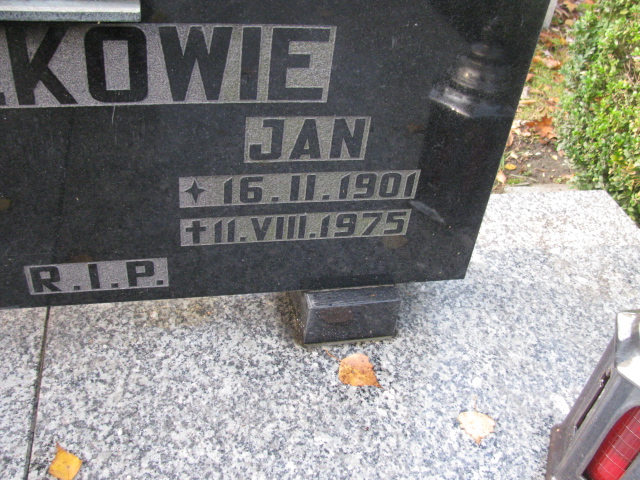 .KOWIE
JAN
✦ 16.II.1901
✝ 11.VIII.1975
R.I.P.